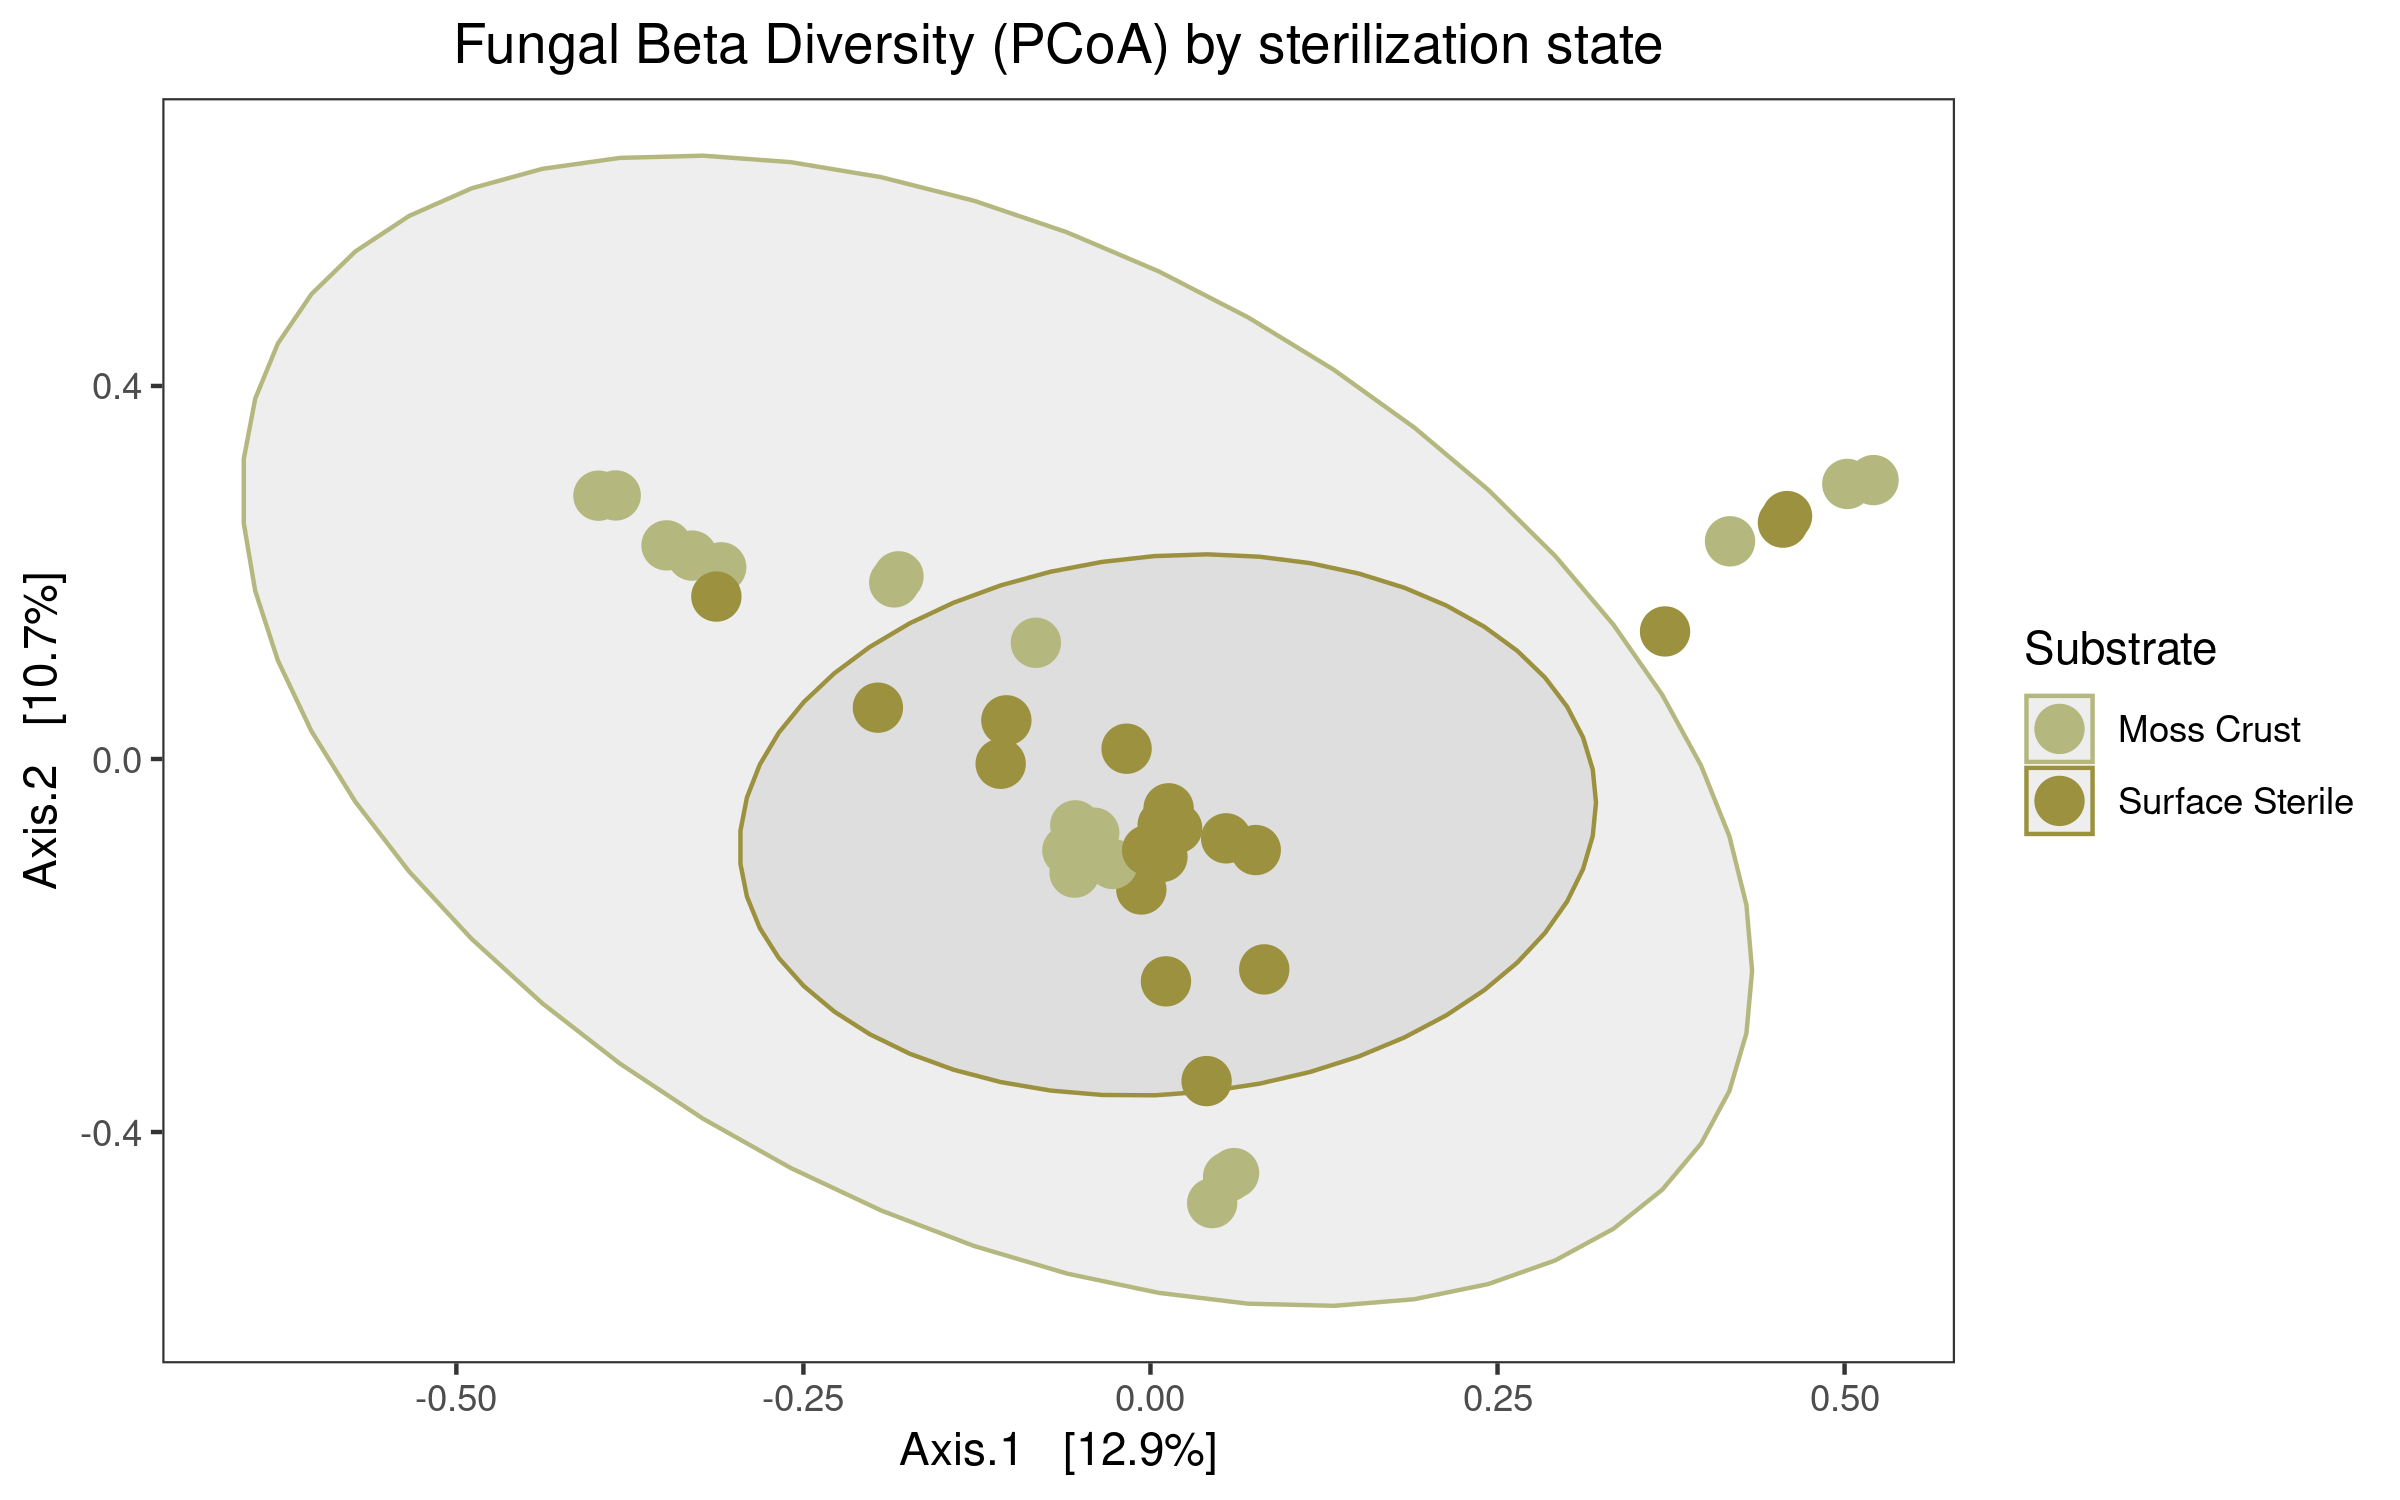 Fungal Beta Diversity (PCoA) by sterilization state
Axis.2 [10.7%]
0.4
0.0
-0.4
-0.50
-0.25
0.00
0.25
0.50
Axis.1 [12.9%]
Substrate
Moss Crust
Surface Sterile